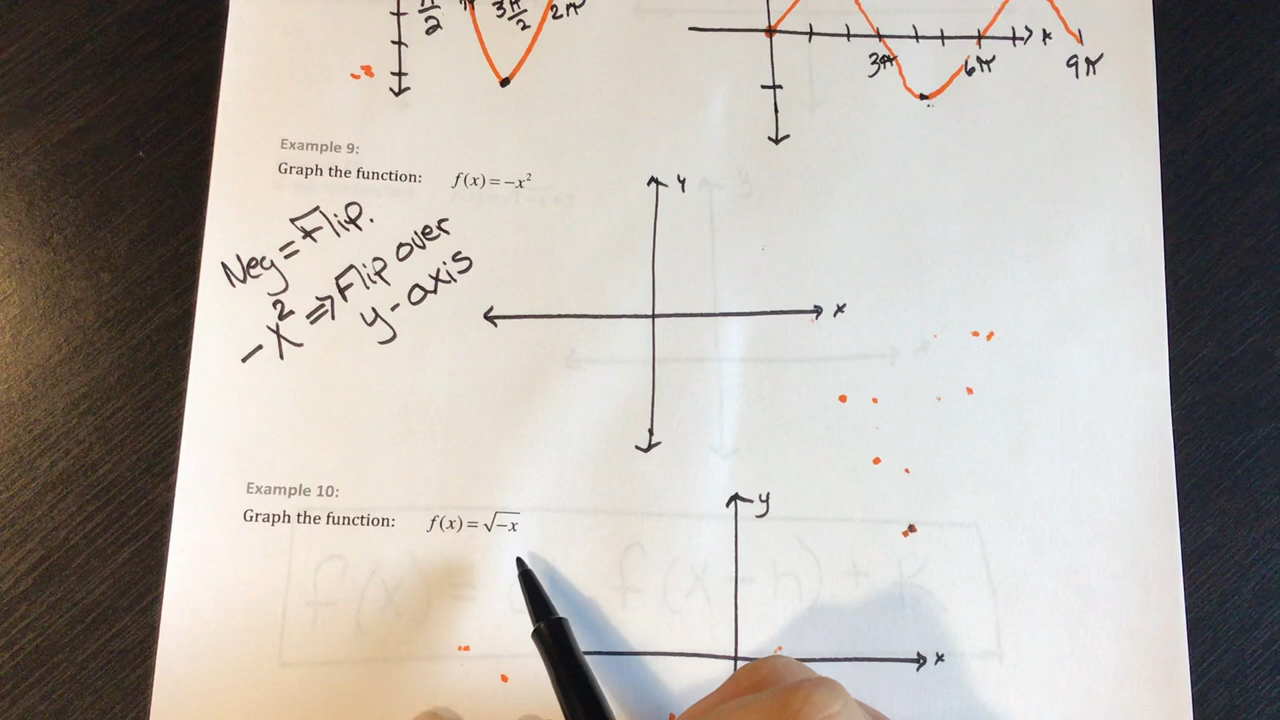 π/2 π 3π/2 2π
x
3π 6π 9π
Example 9:
Graph the function: f(x)=-x²
y
Neg=Flip.
-x² ⇒ Flip over
y-axis
x
Example 10:
Graph the function: f(x)=√-x
y
x